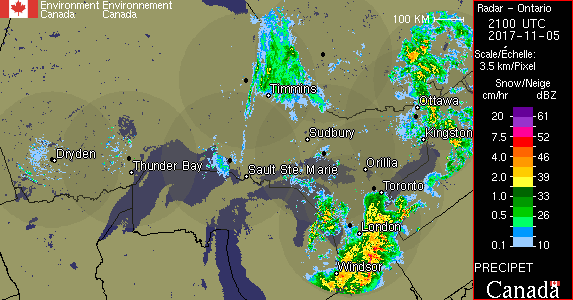 Environment Environnement
Canada Canada
100 KM
Timmins
Ottawa
Sudbury
Kingston
Dryden
Thunder Bay
Sault Ste. Marie
Orillia
Toronto
London
Windsor
Radar - Ontario
2100 UTC
2017-11-05
Scale/Échelle:
3.5 km/Pixel
Snow/Neige
cm/hr dBZ
20 61
7.5 57
5.0 52
4.0 46
2.0 39
1.0 33
0.5 26
0.1 10
PRECIPET
Canada